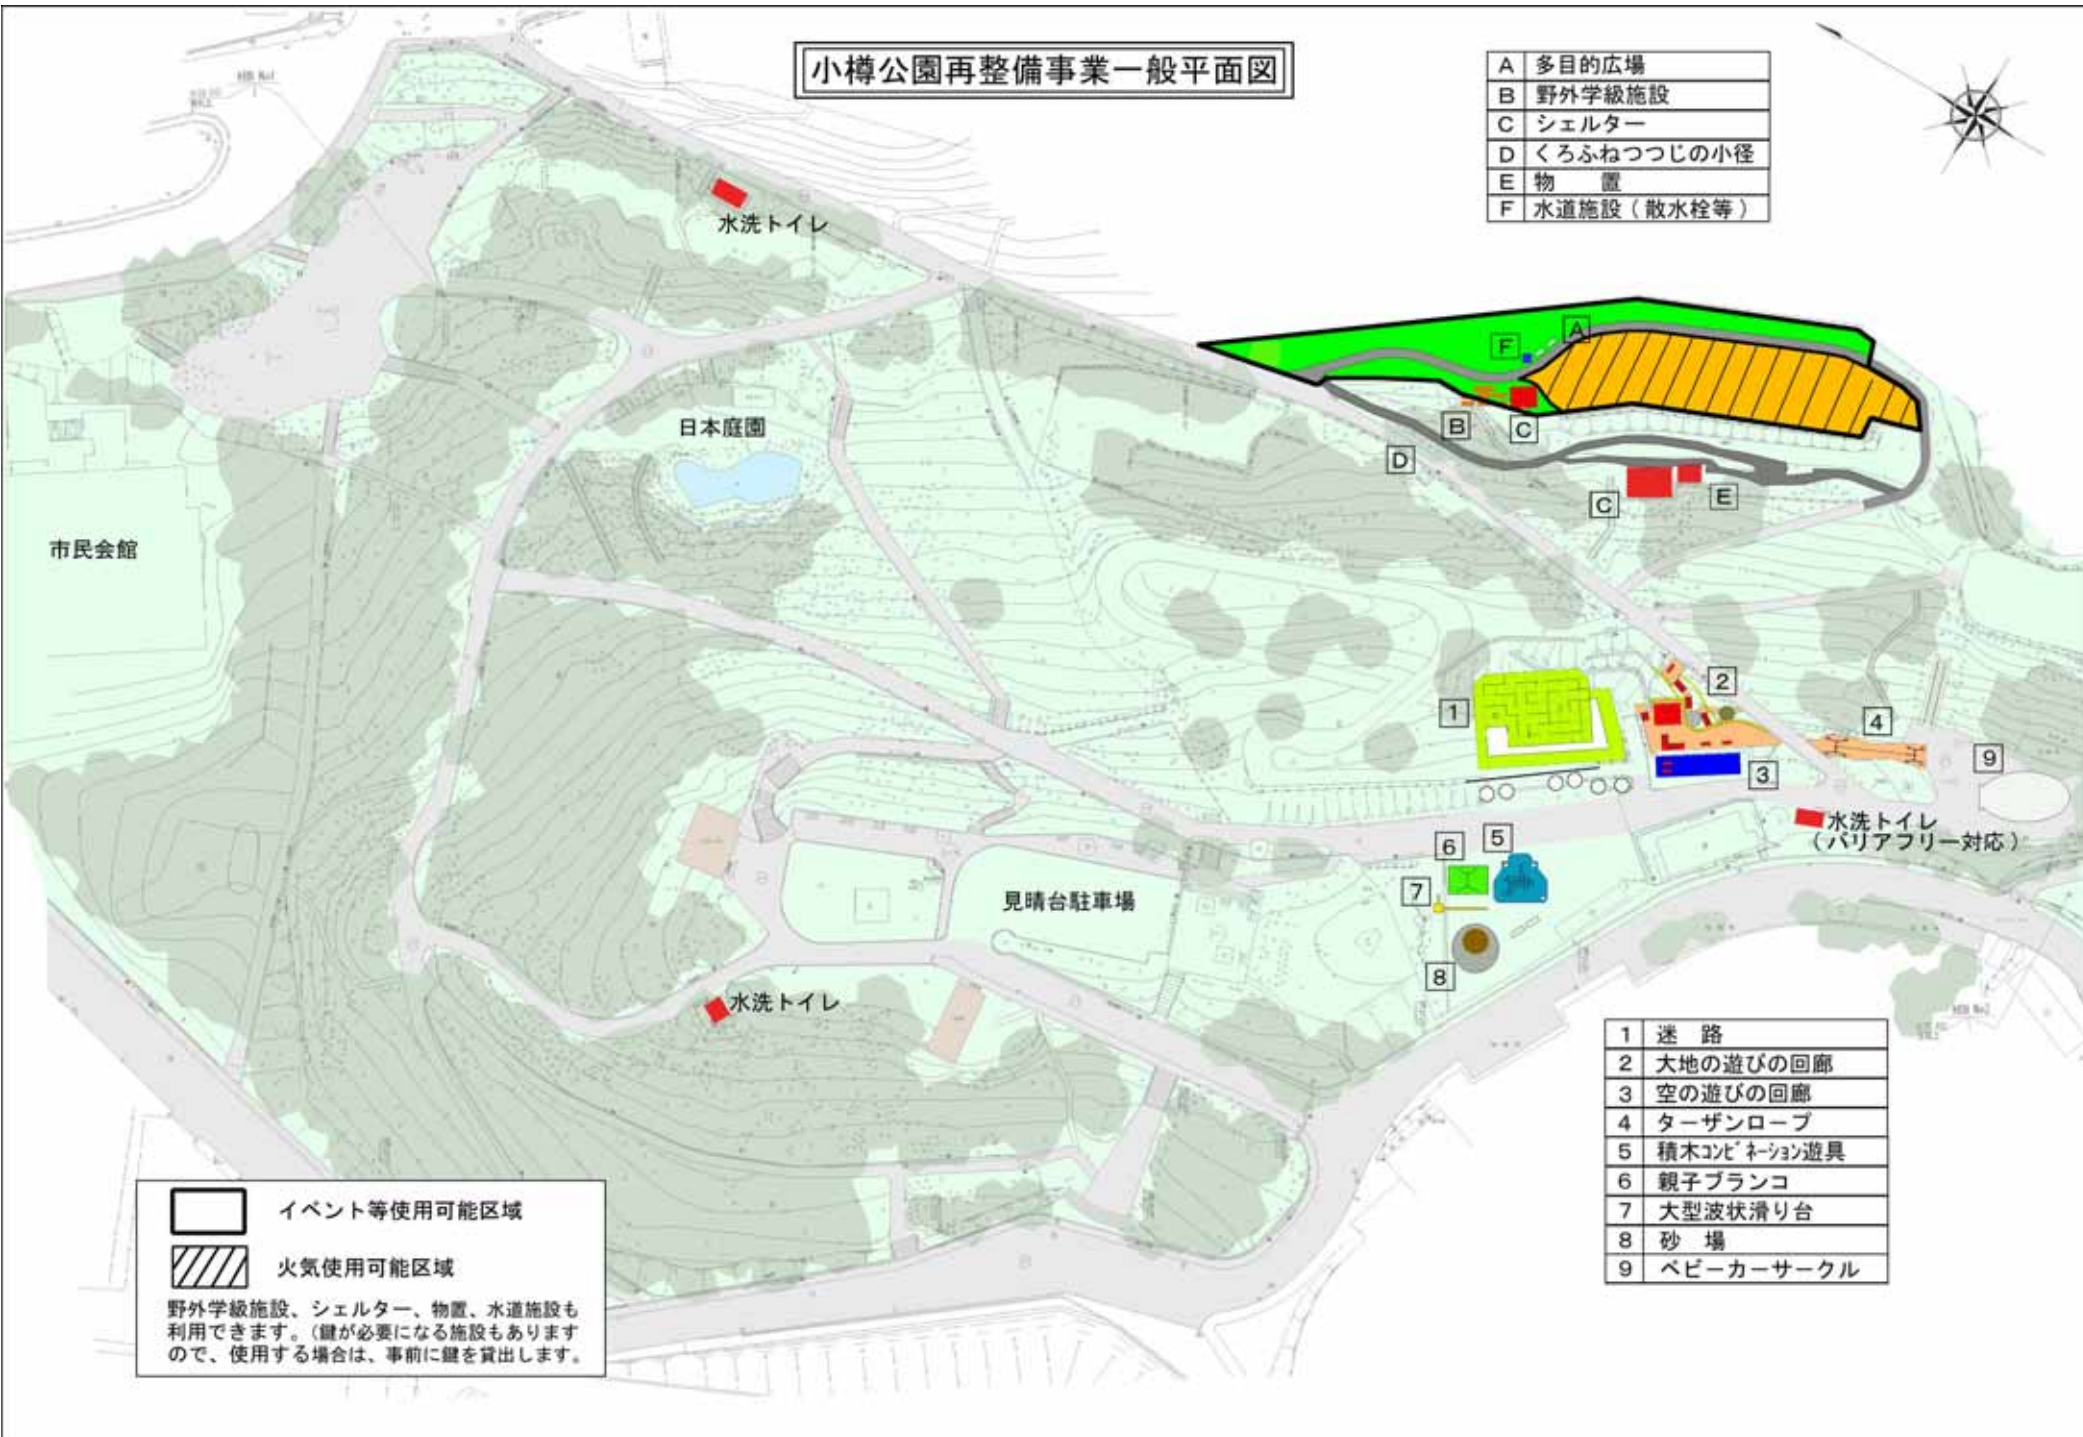 小樽公園再整備事業一般平面図
A 多目的広場
B 野外学級施設
C シェルター
D くろふねつつじの小径
E 物　置
F 水道施設（散水栓等）
水洗トイレ
日本庭園
市民会館
A
F
B
C
D
C
E
1
2
3
4
9
水洗トイレ
（バリアフリー対応）
5
6
7
8
見晴台駐車場
水洗トイレ
1 迷　路
2 大地の遊びの回廊
3 空の遊びの回廊
4 ターザンロープ
5 積木ｺﾝﾋﾞﾈｰｼｮﾝ遊具
6 親子ブランコ
7 大型波状滑り台
8 砂　場
9 ベビーカーサークル
イベント等使用可能区域
火気使用可能区域
野外学級施設、シェルター、物置、水道施設も
利用できます。（鍵が必要になる施設もあります
ので、使用する場合は、事前に鍵を貸出します。